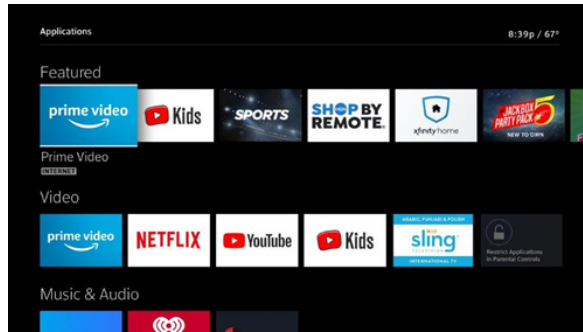 Applications
8:39p / 67°
Featured
prime video
Kids
SPORTS
SHOP BY
REMOTE
xfinity home
JACKBOX
PARTY PACK 5
NEW TO OWN
Prime Video
INTERNET
Video
prime video
NETFLIX
YouTube
Kids
ARABIC, PUNJABI & POLISH
sling
INTERNATIONAL TV
Restrict Applications
in Parental Controls
Music & Audio